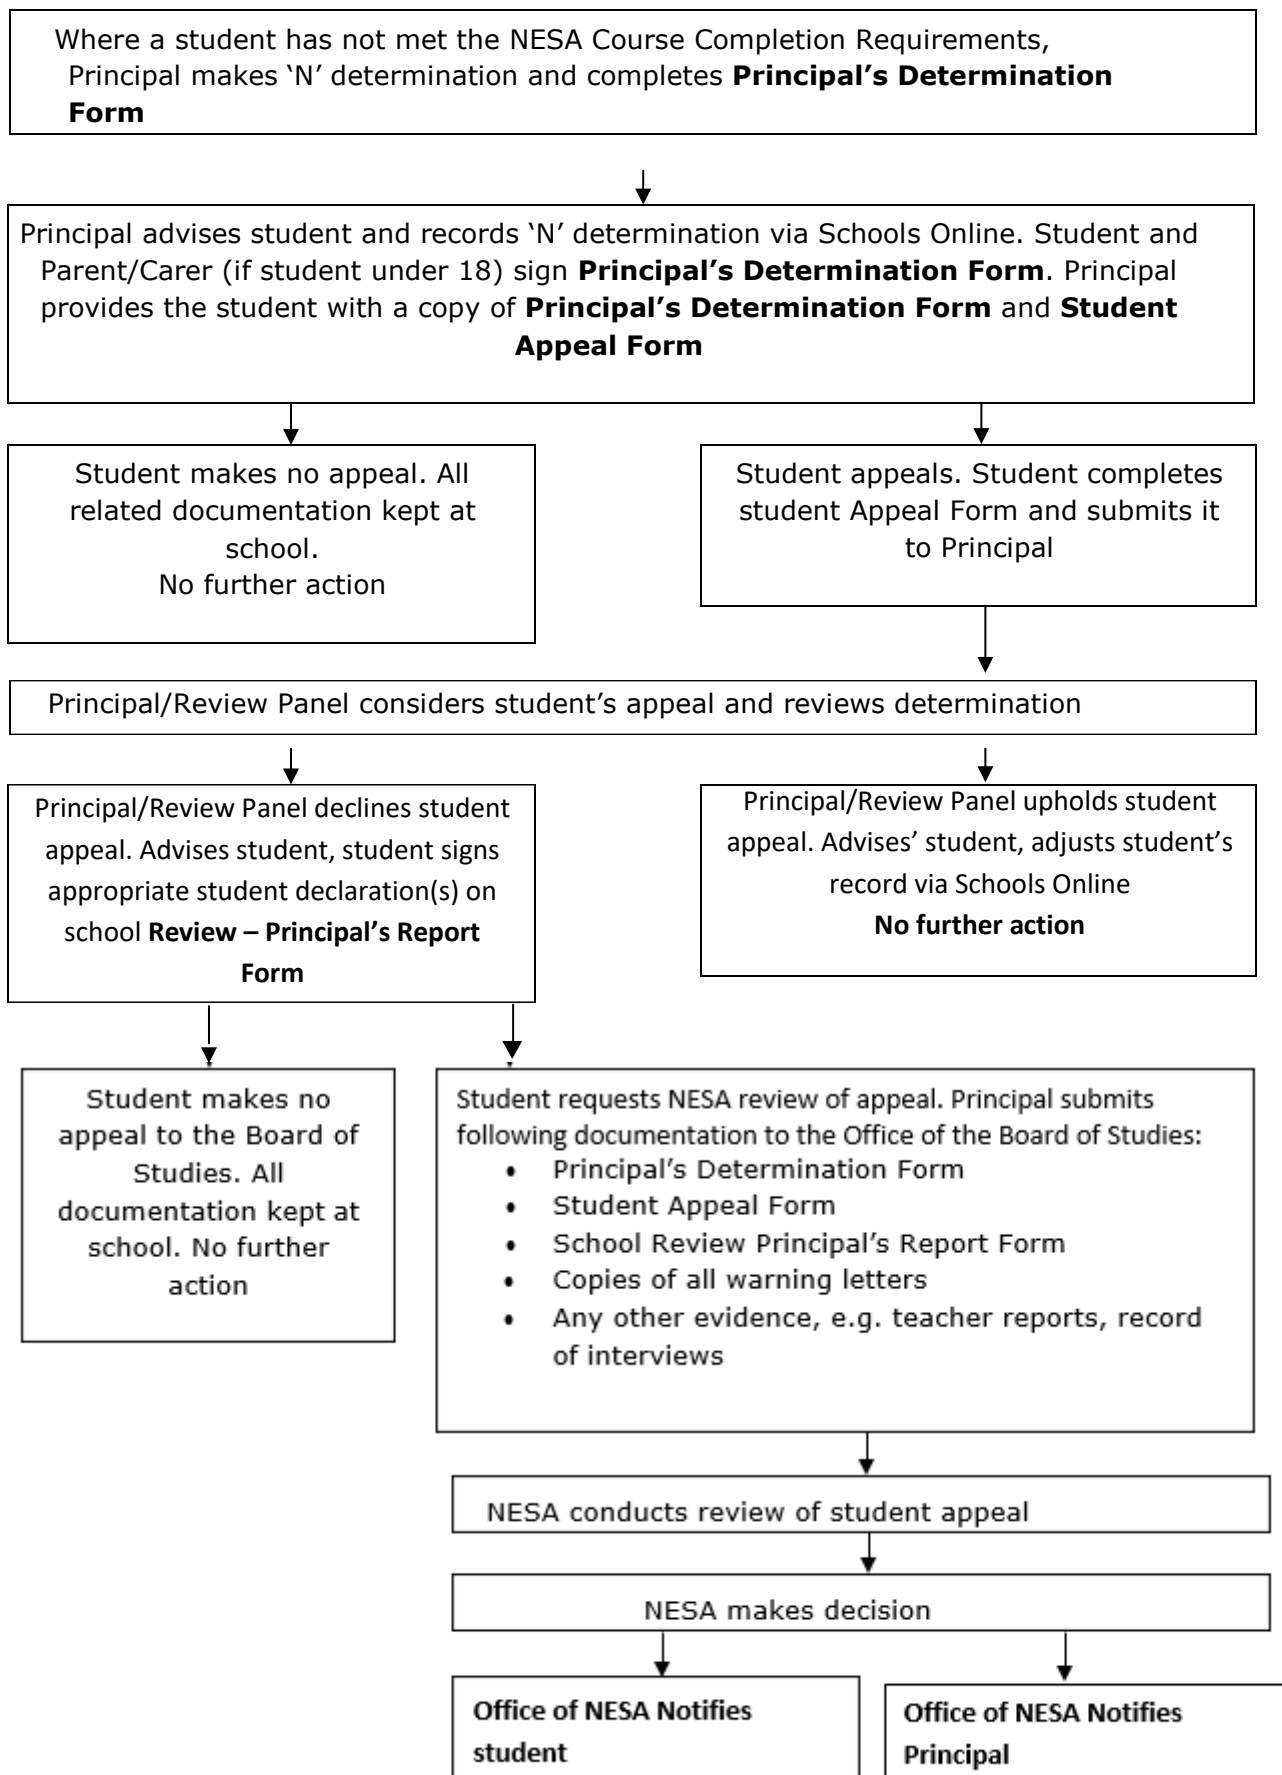 Where a student has not met the NESA Course Completion Requirements,
Principal makes ‘N’ determination and completes Principal’s Determination
Form
Principal advises student and records ‘N’ determination via Schools Online. Student and
Parent/Carer (if student under 18) sign Principal’s Determination Form. Principal
provides the student with a copy of Principal’s Determination Form and Student
Appeal Form
Student makes no appeal. All
related documentation kept at
school.
No further action
Student appeals. Student completes
student Appeal Form and submits it
to Principal
Principal/Review Panel considers student’s appeal and reviews determination
Principal/Review Panel declines student
appeal. Advises student, student signs
appropriate student declaration(s) on
school Review – Principal’s Report
Form
Principal/Review Panel upholds student
appeal. Advises’ student, adjusts student’s
record via Schools Online
No further action
Student makes no
appeal to the Board of
Studies. All
documentation kept at
school. No further
action
Student requests NESA review of appeal. Principal submits
following documentation to the Office of the Board of Studies:
• Principal’s Determination Form
• Student Appeal Form
• School Review Principal’s Report Form
• Copies of all warning letters
• Any other evidence, e.g. teacher reports, record
of interviews
NESA conducts review of student appeal
NESA makes decision
Office of NESA Notifies
student
Office of NESA Notifies
Principal